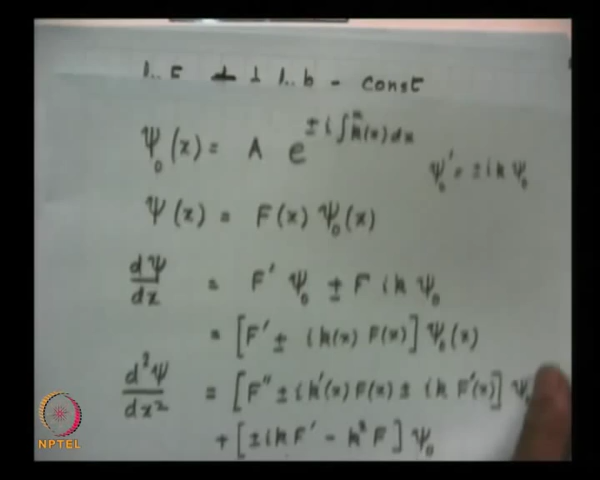 const
Ψ₀(x) = A e^{±i∫^x k(x)dx}
Ψ₀' = ±ik Ψ₀
Ψ(x) = F(x) Ψ₀(x)
dΨ/dx = F' Ψ₀ ± F ik Ψ₀
= [F' ± ik(x) F(x)] Ψ₀(x)
d²Ψ/dx² = [F'' ± ik'(x)F(x) ± ik F'(x)] Ψ₀
+ [±ikF' - k²F] Ψ₀
NPTEL